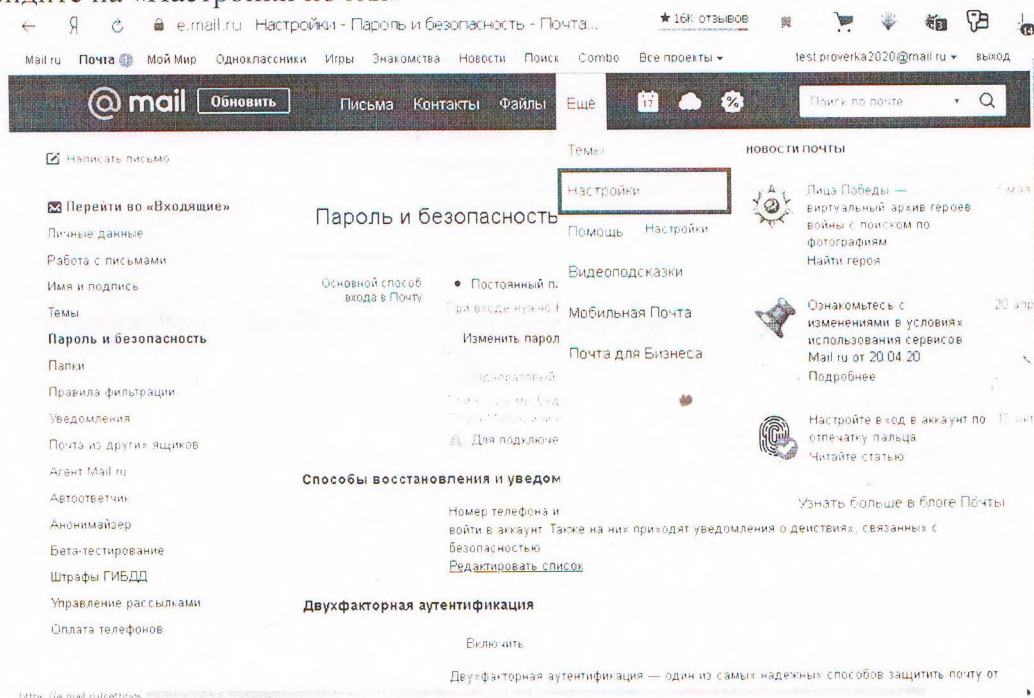 e.mail.ru Настройки - Пароль и безопасность - Почта...
★ 16К отзывов
Mail.ru Почта Мой Мир Одноклассники Игры Знакомства Новости Поиск Combo Все проекты
test.proverka2020@mail.ru выход
@ mail Обновить Письма Контакты Файлы Ещё 17 % Поиск по почте
Написать письмо
Перейти во «Входящие»
Личные данные
Работа с письмами
Имя и подпись
Темы
Пароль и безопасность
Папки
Правила фильтрации
Уведомления
Почта из других ящиков
Агент Mail.ru
Автоответчик
Анонимайзер
Бета-тестирование
Штрафы ГИБДД
Управление рассылками
Оплата телефонов
Пароль и безопасность
Основной способ
входа в Почту
Постоянный
При входе нужно
Изменить парол
Одноразовый
Для подключе
Способы восстановления и уведом
Номер телефона и
войти в аккаунт. Также на них приходят уведомления о действиях, связанных с
безопасностью
Редактировать список
Двухфакторная аутентификация
Включить
Двухфакторная аутентификация — один из самых надежных способов защитить почту от
Темы
Настройки
Помощь Настройки
Видеоподсказки
Мобильная Почта
Почта для Бизнеса
НОВОСТИ ПОЧТЫ
Лица Победы —
виртуальный архив героев
войны с поиском по
фотографиям
Найти героя
Ознакомьтесь с 20 апр
изменениями в условиях
использования сервисов
Mail.ru от 20.04.20
Подробнее
Настройте вход в аккаунт по
отпечатку пальца
Читайте статью
Узнать больше в блоге Почты